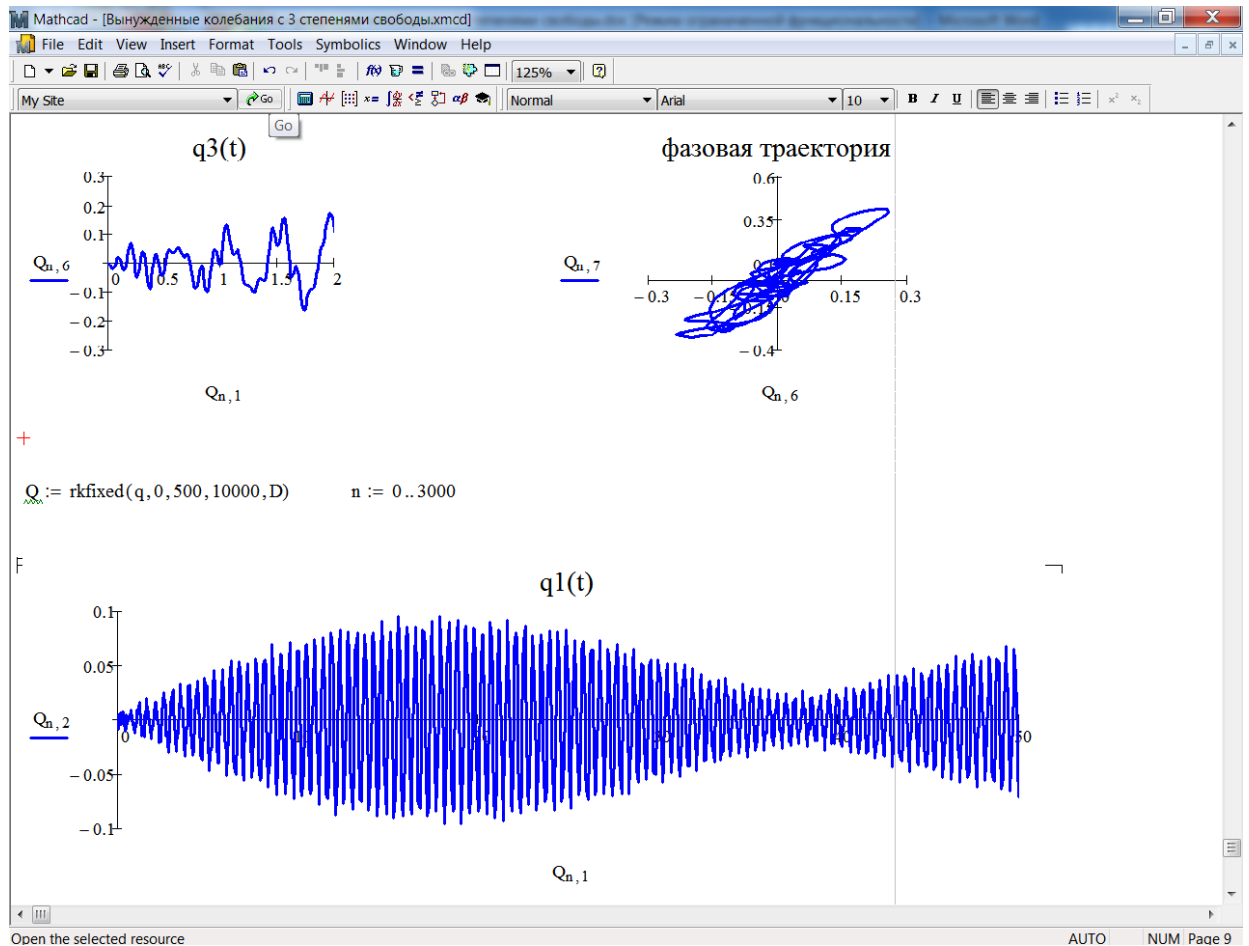 Mathcad - [Вынужденные колебания с 3 степенями свободы.xmcd]
File Edit View Insert Format Tools Symbolics Window Help
125%
My Site Go Normal Arial 10 B I U
Go
q3(t)
0.3
0.2
0.1
Qn,6
0 0.5 1 1.5 2
− 0.1
− 0.2
− 0.3
Qn,1
фазовая траектория
0.6
0.35
Qn,7
− 0.3 0.15 0.3
− 0.4
Qn,6
Q := rkfixed(q,0,500,10000,D) n := 0..3000
q1(t)
0.1
0.05
Qn,2
0 50
− 0.05
− 0.1
Qn,1
Open the selected resource AUTO NUM Page 9